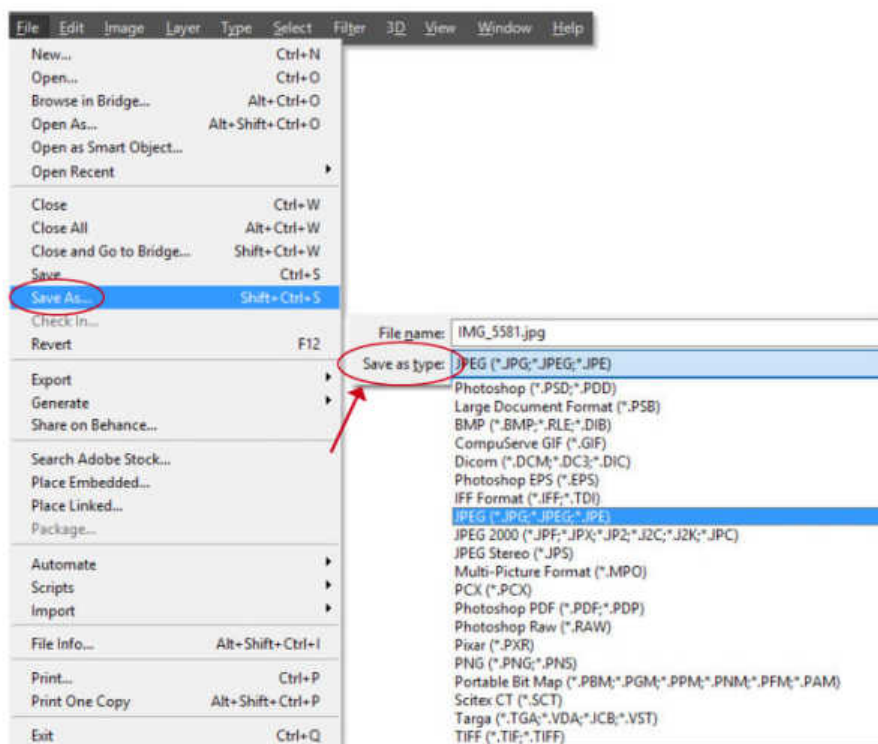 File Edit Image Layer Type Select Filter 3D View Window Help
New... Ctrl+N
Open... Ctrl+O
Browse in Bridge... Alt+Ctrl+O
Open As... Alt+Shift+Ctrl+O
Open as Smart Object...
Open Recent
Close Ctrl+W
Close All Alt+Ctrl+W
Close and Go to Bridge... Shift+Ctrl+W
Save Ctrl+S
Save As... Shift+Ctrl+S
Check In...
Revert F12
Export
Generate
Share on Behance...
Search Adobe Stock...
Place Embedded...
Place Linked...
Package...
Automate
Scripts
Import
File Info... Alt+Shift+Ctrl+I
Print... Ctrl+P
Print One Copy Alt+Shift+Ctrl+P
Exit Ctrl+Q
File name: IMG_5581.jpg
Save as type: JPEG (*.JPG;*.JPEG;*.JPE)
Photoshop (*.PSD;*.PDD)
Large Document Format (*.PSB)
BMP (*.BMP;*.RLE;*.DIB)
CompuServe GIF (*.GIF)
Dicom (*.DCM;*.DC3;*.DIC)
Photoshop EPS (*.EPS)
IFF Format (*.IFF;*.TDI)
JPEG (*.JPG;*.JPEG;*.JPE)
JPEG 2000 (*.JPF;*.JPX;*.JP2;*.J2C;*.J2K;*.JPC)
JPEG Stereo (*.JPS)
Multi-Picture Format (*.MPO)
PCX (*.PCX)
Photoshop PDF (*.PDF;*.PDP)
Photoshop Raw (*.RAW)
Pixar (*.PXR)
PNG (*.PNG;*.PNS)
Portable Bit Map (*.PBM;*.PGM;*.PPM;*.PNM;*.PFM;*.PAM)
Scitex CT (*.SCT)
Targa (*.TGA;*.VDA;*.ICB;*.VST)
TIFF (*.TIF;*.TIFF)